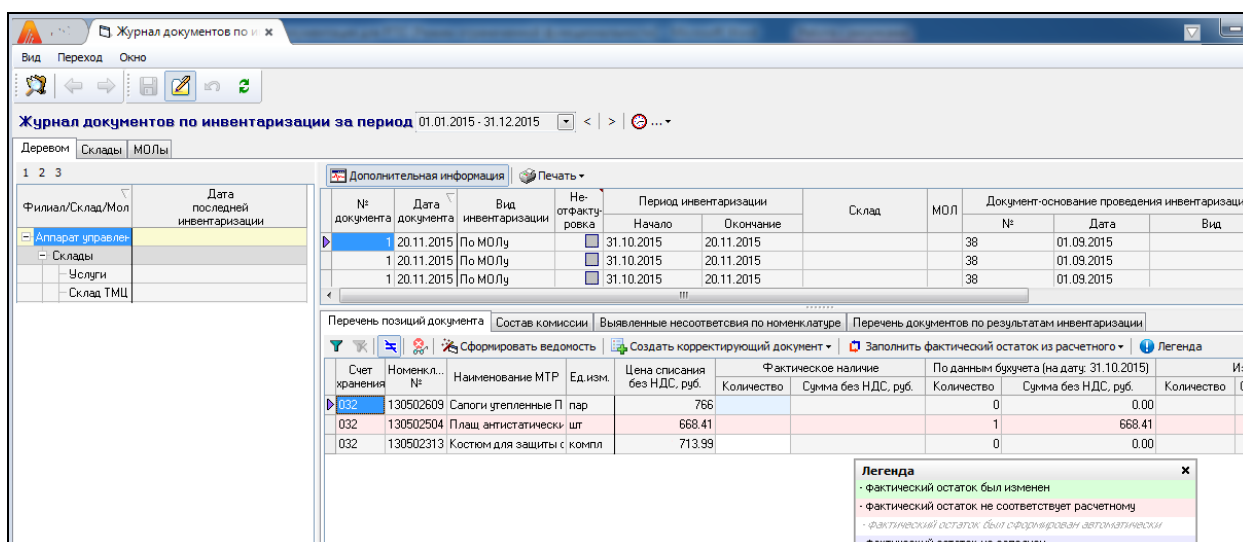 Журнал документов по и
Вид Переход Окно
Журнал документов по инвентаризации за период 01.01.2015 - 31.12.2015 < | > ...
Деревом Склады МОЛы
1 2 3
Филиал/Склад/Мол Дата последней инвентаризации
Аппарат управлен
Склады
Услуги
Склад ТМЦ
Дополнительная информация Печать
№ документа Дата документа Вид инвентаризации Не-отфакту-ровка Период инвентаризации Склад МОЛ Документ-основание проведения инвентаризаци
Начало Окончание № Дата Вид
1 20.11.2015 По МОЛу 31.10.2015 20.11.2015 38 01.09.2015
1 20.11.2015 По МОЛу 31.10.2015 20.11.2015 38 01.09.2015
1 20.11.2015 По МОЛу 31.10.2015 20.11.2015 38 01.09.2015
Перечень позиций документа Состав комиссии Выявленные несоответсвия по номенклатуре Перечень документов по результатам инвентаризации
Сформировать ведомость Создать корректирующий документ Заполнить фактический остаток из расчетного Легенда
Счет хранения Номенкл... № Наименование МТР Ед.изм. Цена списания без НДС, руб. Фактическое наличие По данным бухучета (на дату: 31.10.2015) И
Количество Сумма без НДС, руб. Количество Сумма без НДС, руб. Количество
032 130502609 Сапоги утепленные П пар 766 0 0.00
032 130502504 Плащ антистатически шт 668.41 1 668.41
032 130502313 Костюм для защиты с компл 713.99 0 0.00
Легенда
- фактический остаток был изменен
- фактический остаток не соответствует расчетному
- фактический остаток был сформирован автоматически